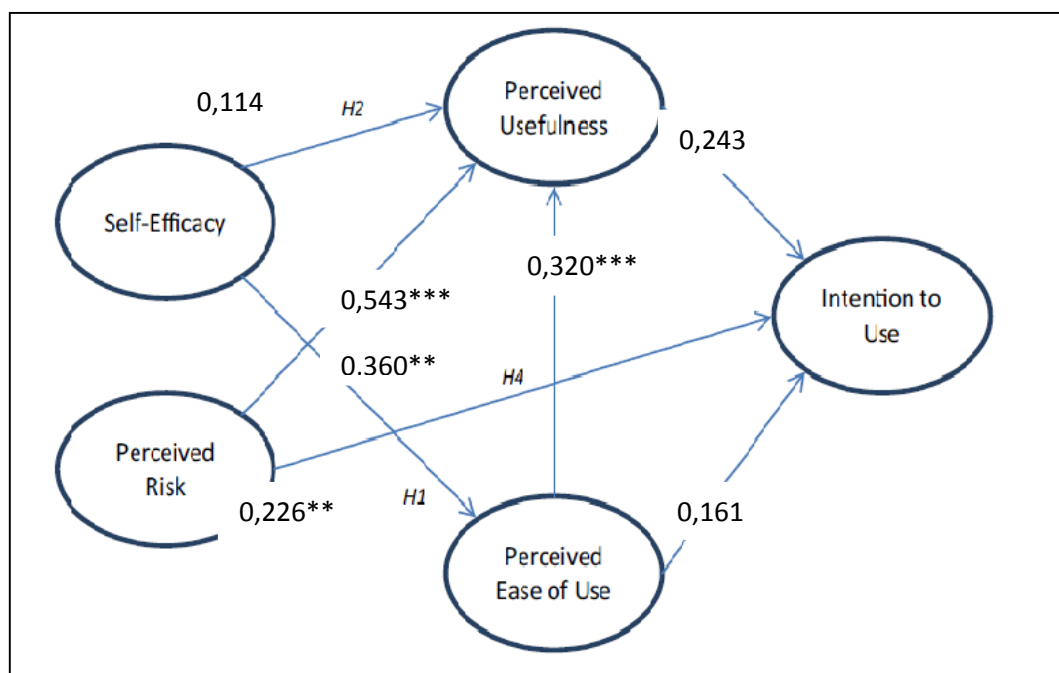 Perceived
Usefulness
0,114
H2
0,243
Self-Efficacy
0,320***
0,543***
Intention to
Use
0.360**
H4
Perceived
Risk
0,226**
H1
0,161
Perceived
Ease of Use